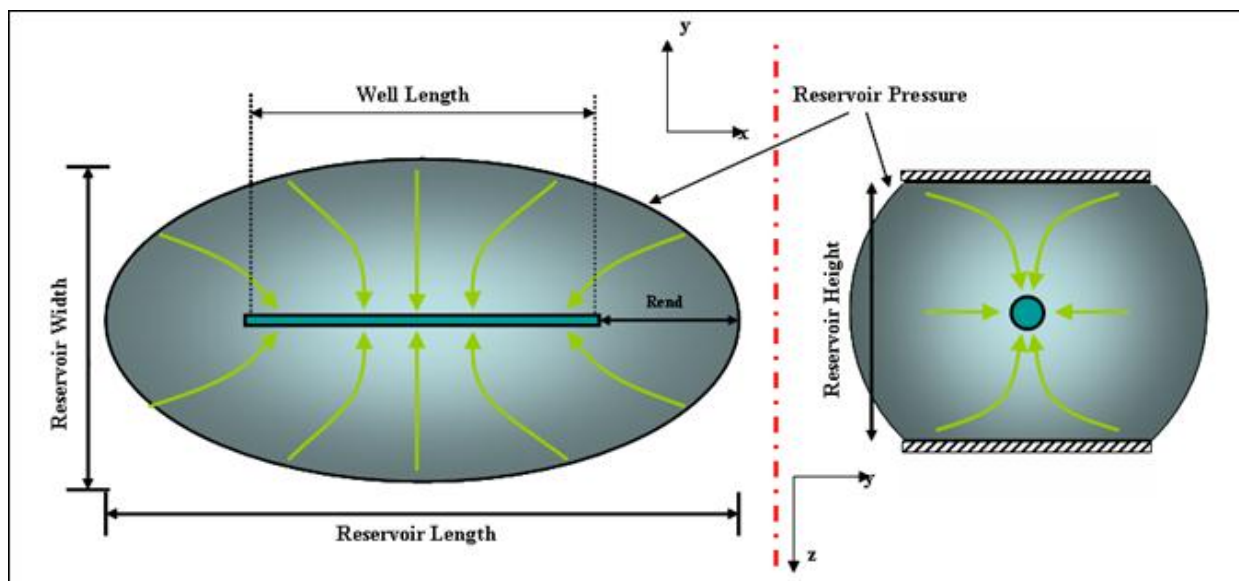 y
x
Well Length
Reservoir Pressure
Reservoir Width
Rend
Reservoir Height
Reservoir Length
y
z